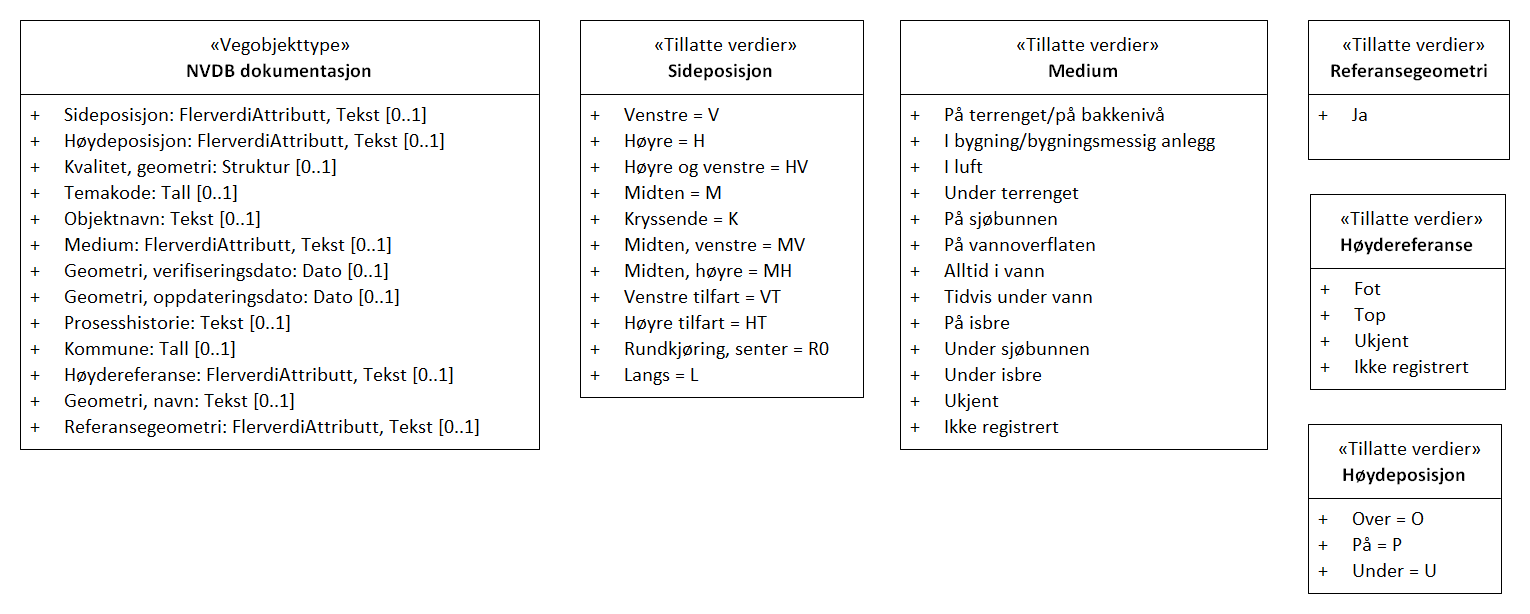 «Vegobjekttype»
NVDB dokumentasjon
+ Sideposisjon: FlerverdiAttributt, Tekst [0..1]
+ Høydeposisjon: FlerverdiAttributt, Tekst [0..1]
+ Kvalitet, geometri: Struktur [0..1]
+ Temakode: Tall [0..1]
+ Objektnavn: Tekst [0..1]
+ Medium: FlerverdiAttributt, Tekst [0..1]
+ Geometri, verifiseringsdato: Dato [0..1]
+ Geometri, oppdateringsdato: Dato [0..1]
+ Prosesshistorie: Tekst [0..1]
+ Kommune: Tall [0..1]
+ Høydereferanse: FlerverdiAttributt, Tekst [0..1]
+ Geometri, navn: Tekst [0..1]
+ Referansegeometri: FlerverdiAttributt, Tekst [0..1]
«Tillatte verdier»
Sideposisjon
+ Venstre = V
+ Høyre = H
+ Høyre og venstre = HV
+ Midten = M
+ Kryssende = K
+ Midten, venstre = MV
+ Midten, høyre = MH
+ Venstre tilfart = VT
+ Høyre tilfart = HT
+ Rundkjøring, senter = R0
+ Langs = L
«Tillatte verdier»
Medium
+ På terrenget/på bakkenivå
+ I bygning/bygningsmessig anlegg
+ I luft
+ Under terrenget
+ På sjøbunnen
+ På vannoverflaten
+ Alltid i vann
+ Tidvis under vann
+ På isbre
+ Under sjøbunnen
+ Under isbre
+ Ukjent
+ Ikke registrert
«Tillatte verdier»
Referansegeometri
+ Ja
«Tillatte verdier»
Høydereferanse
+ Fot
+ Top
+ Ukjent
+ Ikke registrert
«Tillatte verdier»
Høydeposisjon
+ Over = O
+ På = P
+ Under = U